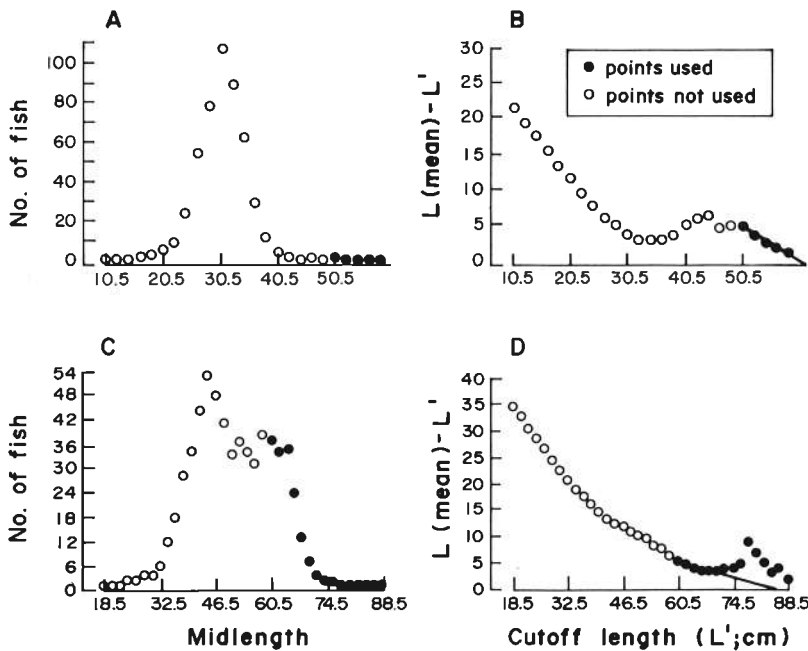 A
No. of fish
100
80
60
40
20
0
10.5 20.5 30.5 40.5 50.5
B
L (mean) - L'
30
25
20
15
10
5
0
10.5 20.5 30.5 40.5 50.5
● points used
○ points not used
C
No. of fish
54
48
42
36
30
24
18
12
6
0
18.5 32.5 46.5 60.5 74.5 88.5
Midlength
D
L (mean) - L'
40
35
30
25
20
15
10
5
0
18.5 32.5 46.5 60.5 74.5 88.5
Cutoff length (L';cm)